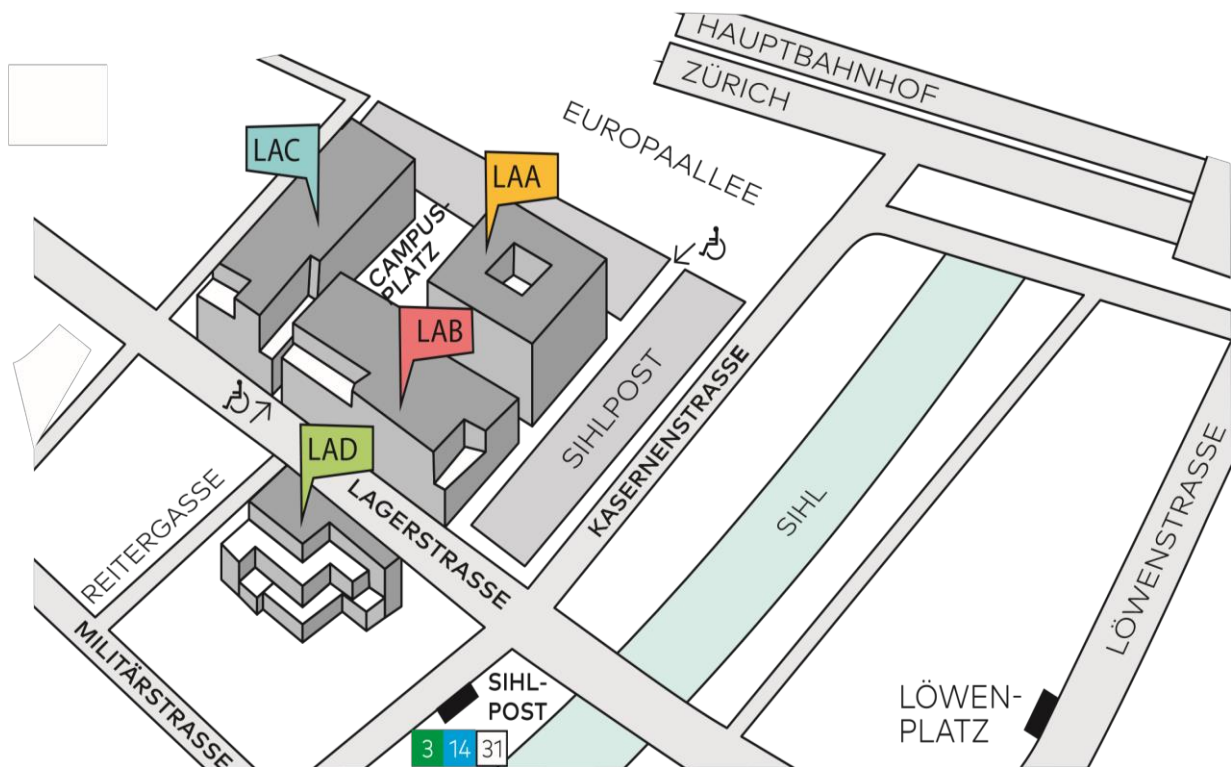 HAUPTBAHNHOF
ZÜRICH
EUROPAALLEE
LAC
LAA
CAMPUS-
PLATZ
LAB
LAD
SIHLPOST
KASERNENSTRASSE
SIHL
LÖWENSTRASSE
REITERGASSE
LAGERSTRASSE
MILITÄRSTRASSE
SIHL-
POST
3 14 31
LÖWEN-
PLATZ